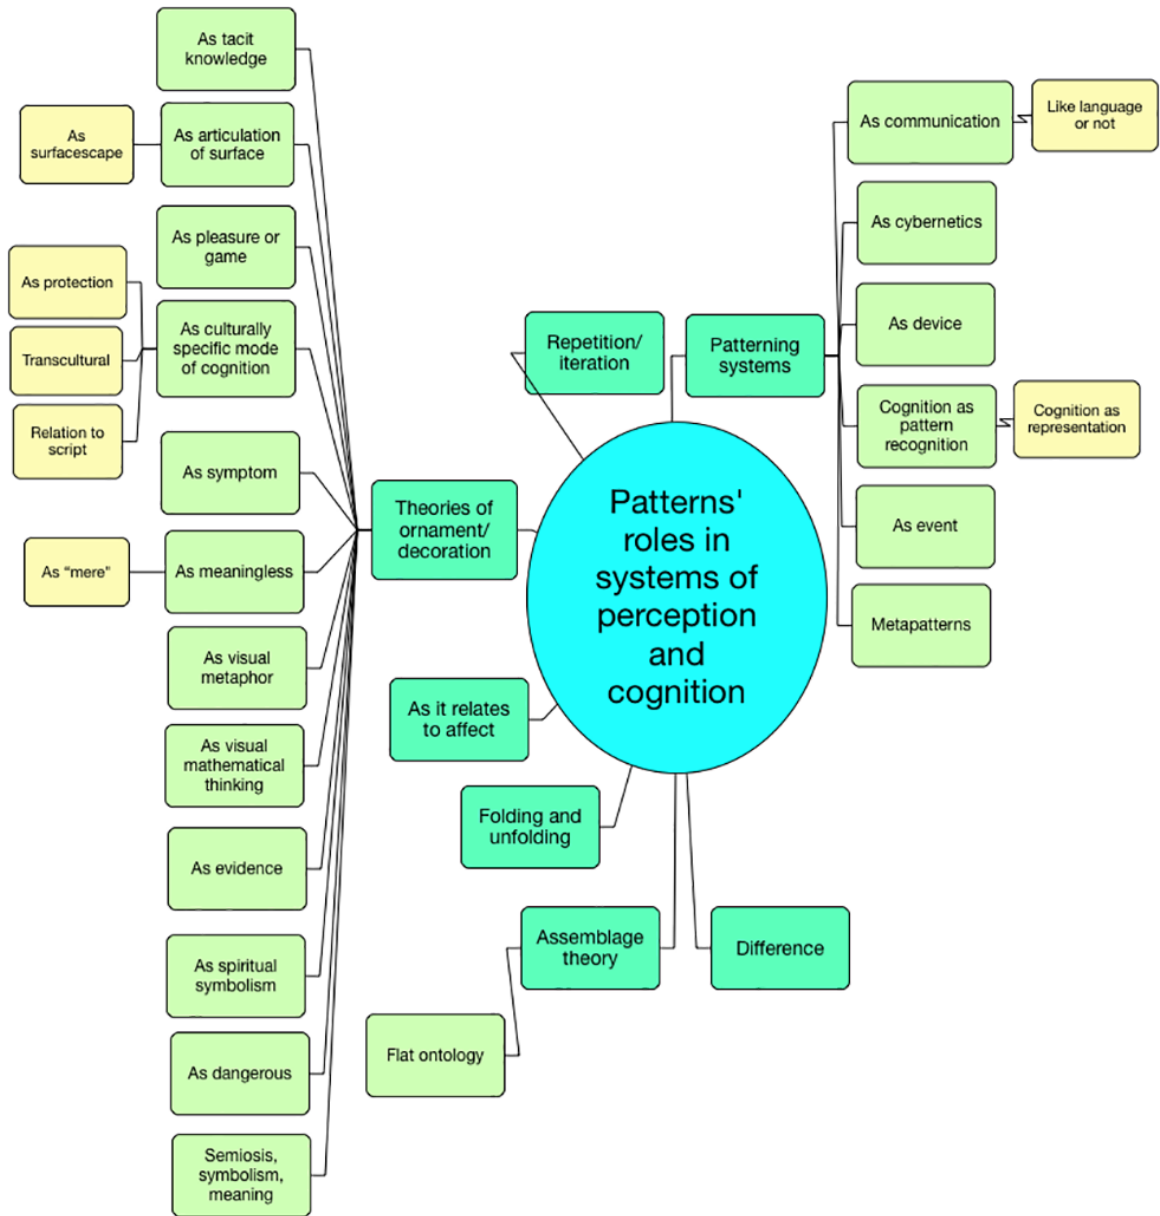 As tacit
knowledge
As
surfacescape
As articulation
of surface
As pleasure or
game
As protection
Transcultural
Relation to
script
As culturally
specific mode
of cognition
As symptom
As “mere”
As meaningless
As visual
metaphor
As visual
mathematical
thinking
As evidence
As spiritual
symbolism
As dangerous
Semiosis,
symbolism,
meaning
Theories of
ornament/
decoration
Repetition/
iteration
Patterning
systems
As communication
Like language
or not
As cybernetics
As device
Cognition as
pattern
recognition
Cognition as
representation
As event
Metapatterns
Patterns'
roles in
systems of
perception
and
cognition
As it relates
to affect
Folding and
unfolding
Assemblage
theory
Difference
Flat ontology